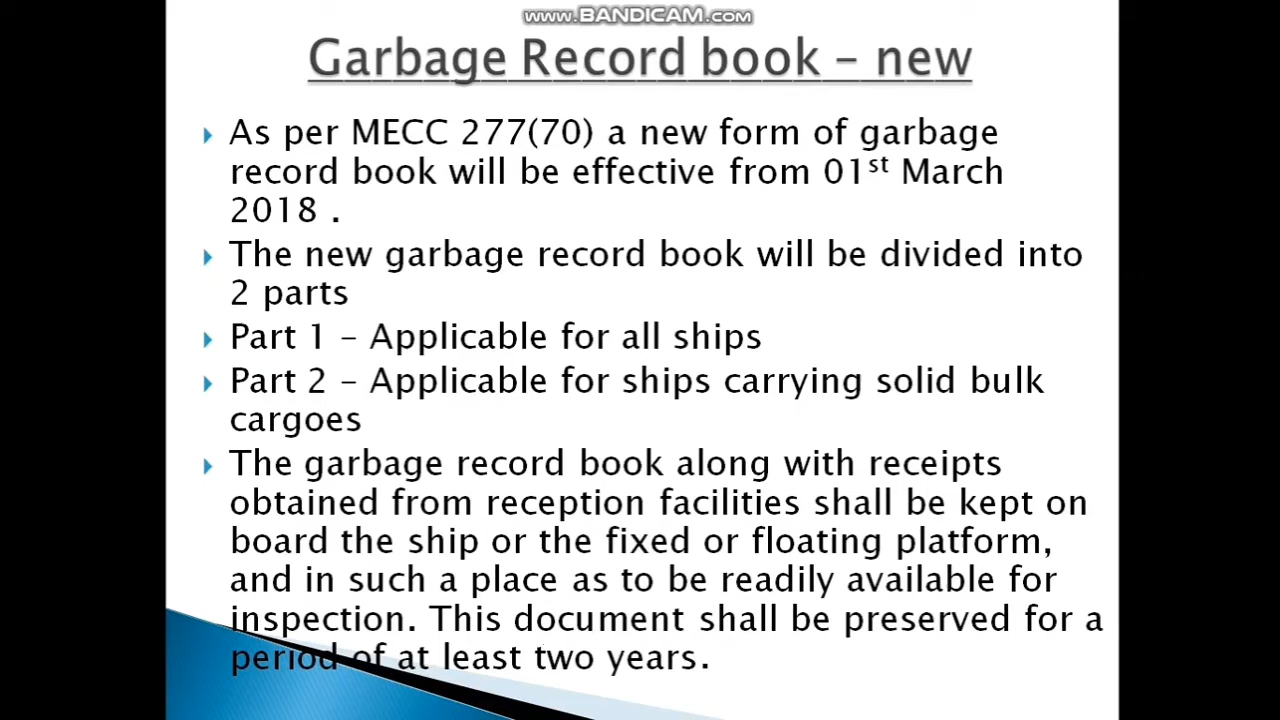 www.BANDICAM.com
Garbage Record book – new
As per MECC 277(70) a new form of garbage
record book will be effective from 01st March
2018 .
The new garbage record book will be divided into
2 parts
Part 1 – Applicable for all ships
Part 2 – Applicable for ships carrying solid bulk
cargoes
The garbage record book along with receipts
obtained from reception facilities shall be kept on
board the ship or the fixed or floating platform,
and in such a place as to be readily available for
inspection. This document shall be preserved for a
period of at least two years.